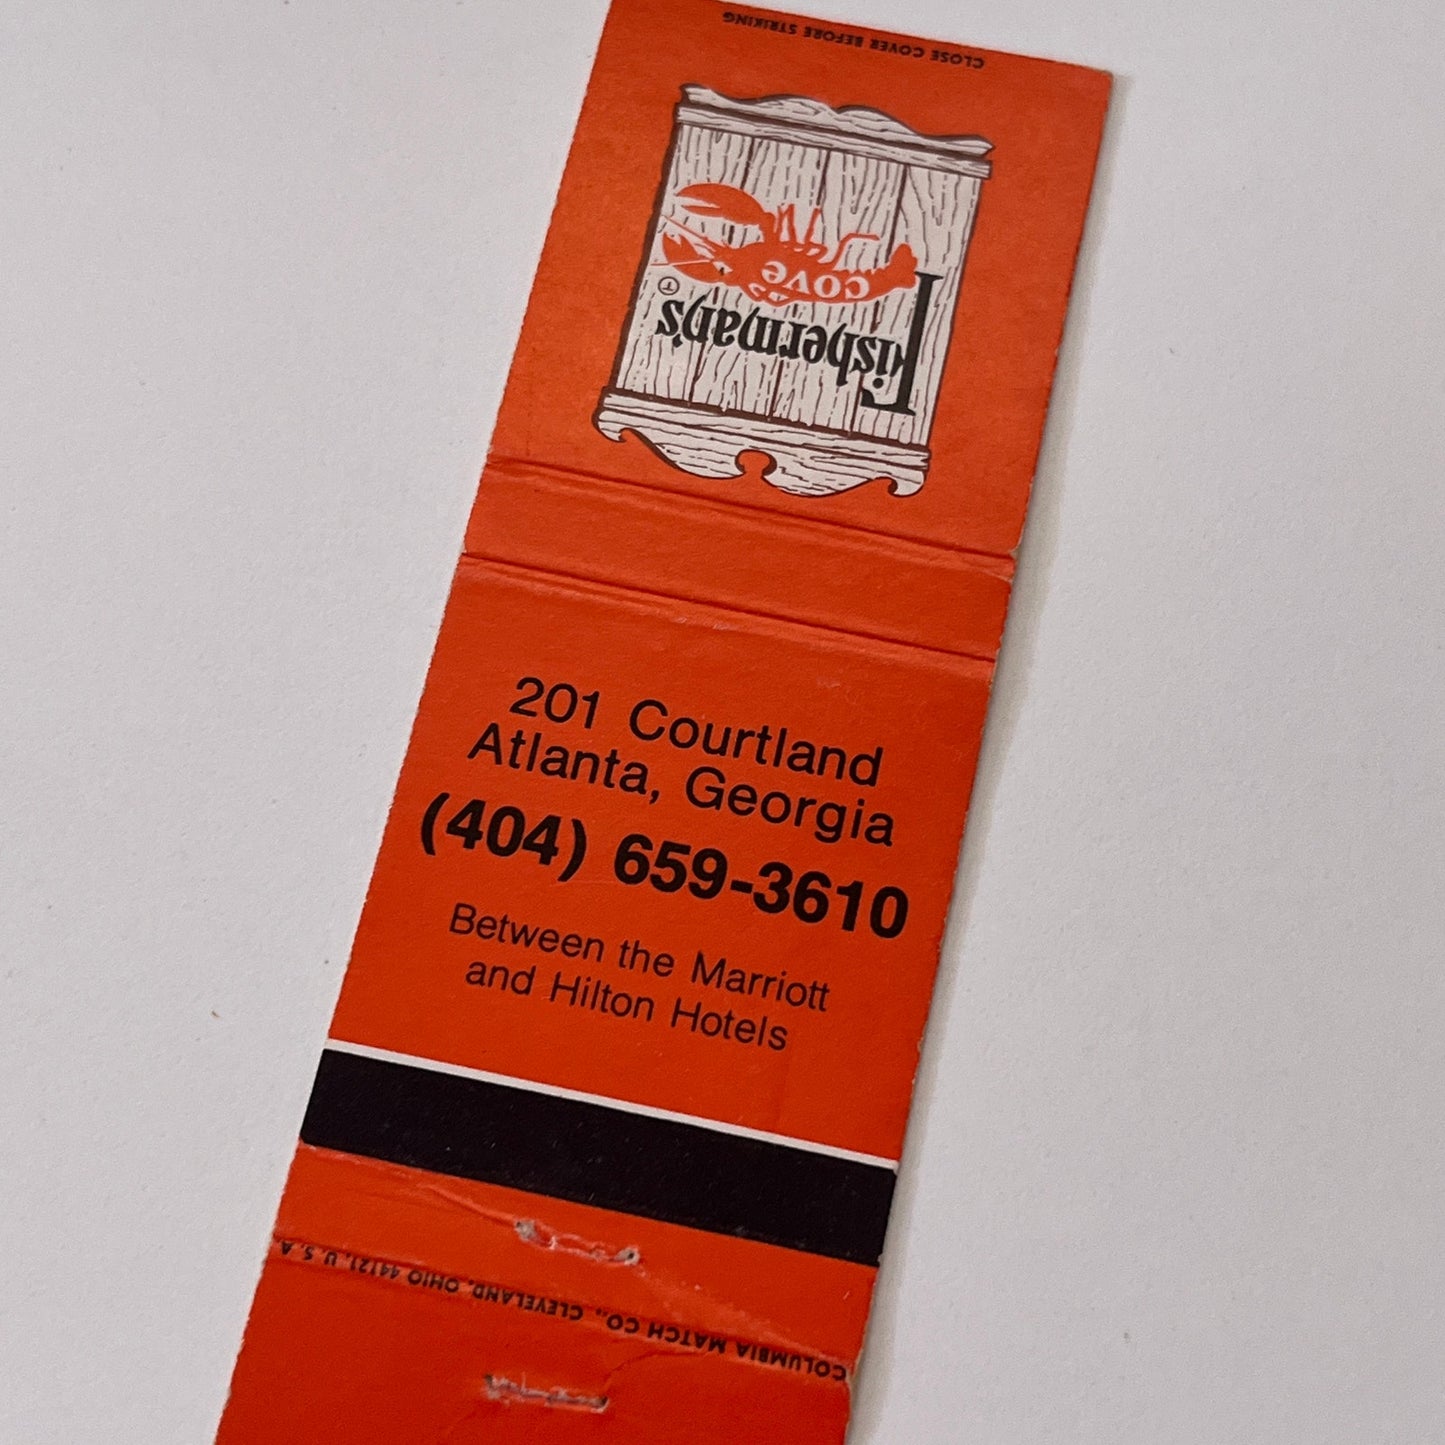 CLOSE COVER BEFORE STRIKING
Fisherman's
cove
T
201 Courtland
Atlanta, Georgia
(404) 659-3610
Between the Marriott
and Hilton Hotels
COLUMBIA MATCH CO., CLEVELAND, OHIO 44121, U. S. A.